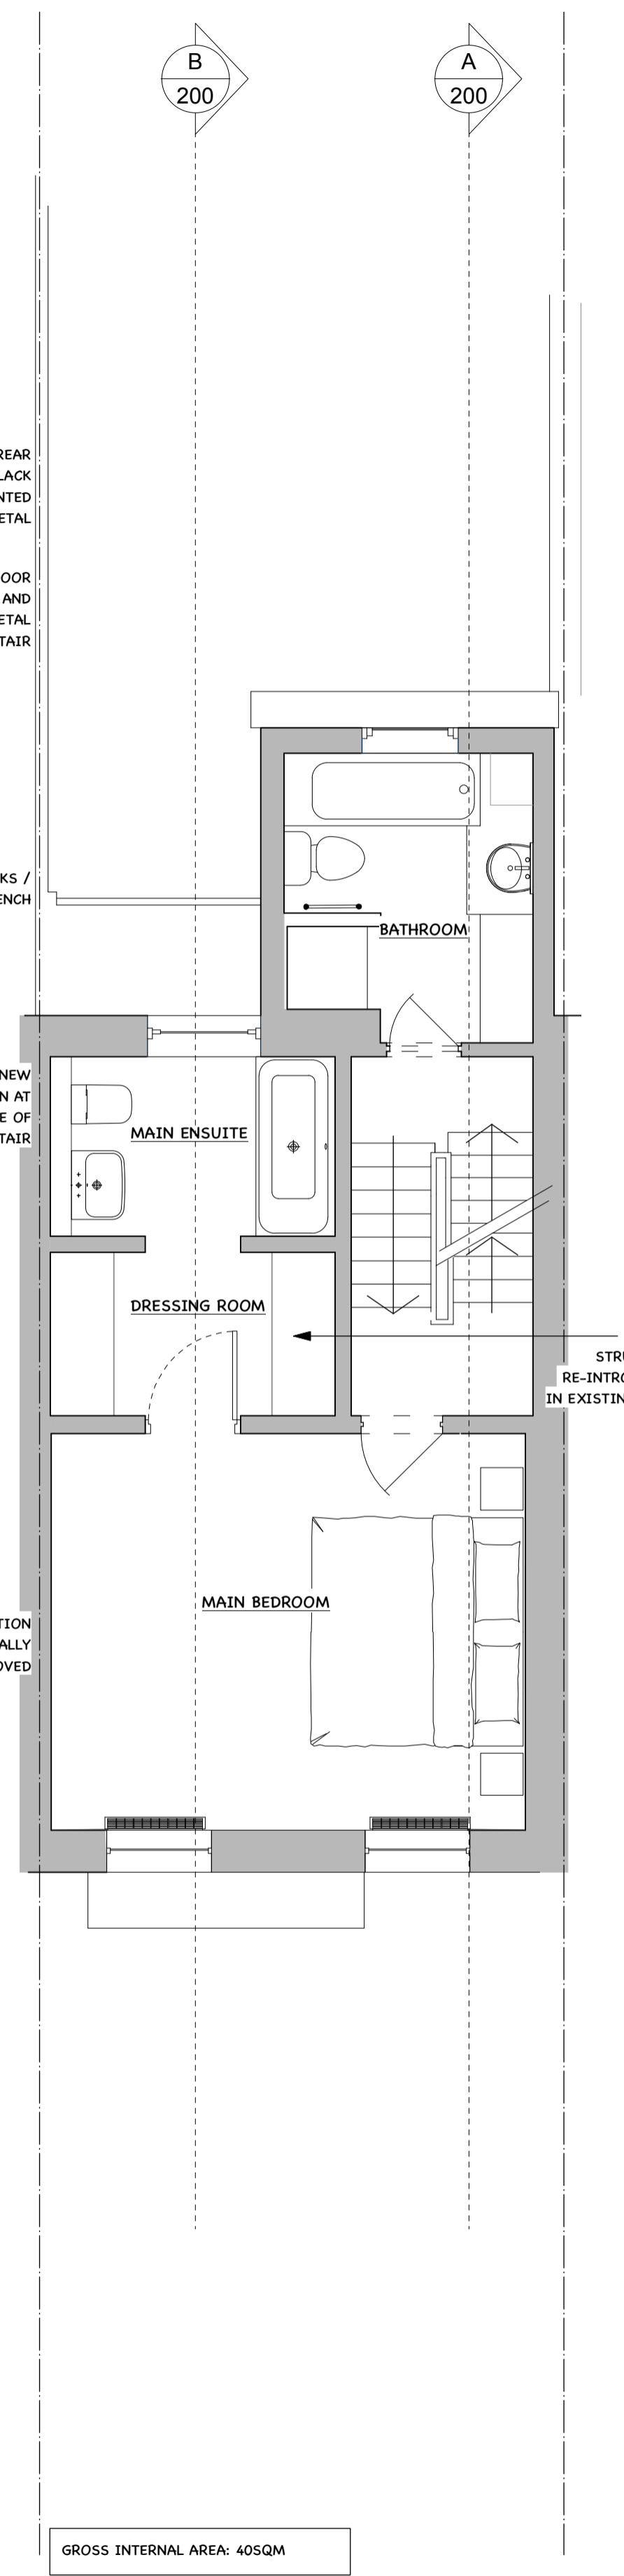 B
200
A
200
REAR
LACK
NTED
ETAL
OOR
AND
ETAL
TAIR
KS /
ENCH
BATHROOM
NEW
N AT
E OF
TAIR
MAIN ENSUITE
DRESSING ROOM
STRU
RE-INTRO
IN EXISTIN
MAIN BEDROOM
TION
ALLY
OVED
GROSS INTERNAL AREA: 40SQM